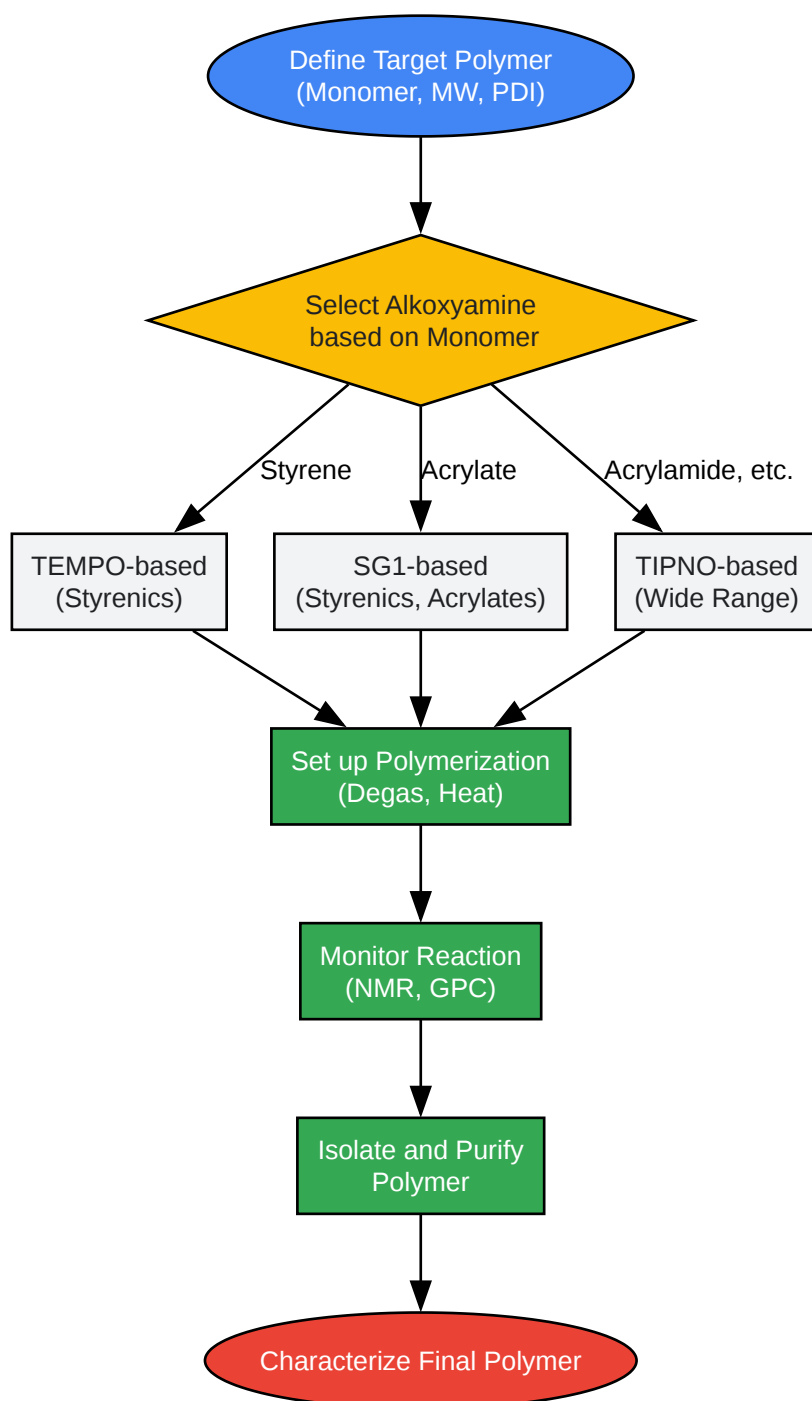 Define Target Polymer
(Monomer, MW, PDI)
Select Alkoxyamine
based on Monomer
Styrene
Acrylate
Acrylamide, etc.
TEMPO-based
(Styrenics)
SG1-based
(Styrenics, Acrylates)
TIPNO-based
(Wide Range)
Set up Polymerization
(Degas, Heat)
Monitor Reaction
(NMR, GPC)
Isolate and Purify
Polymer
Characterize Final Polymer